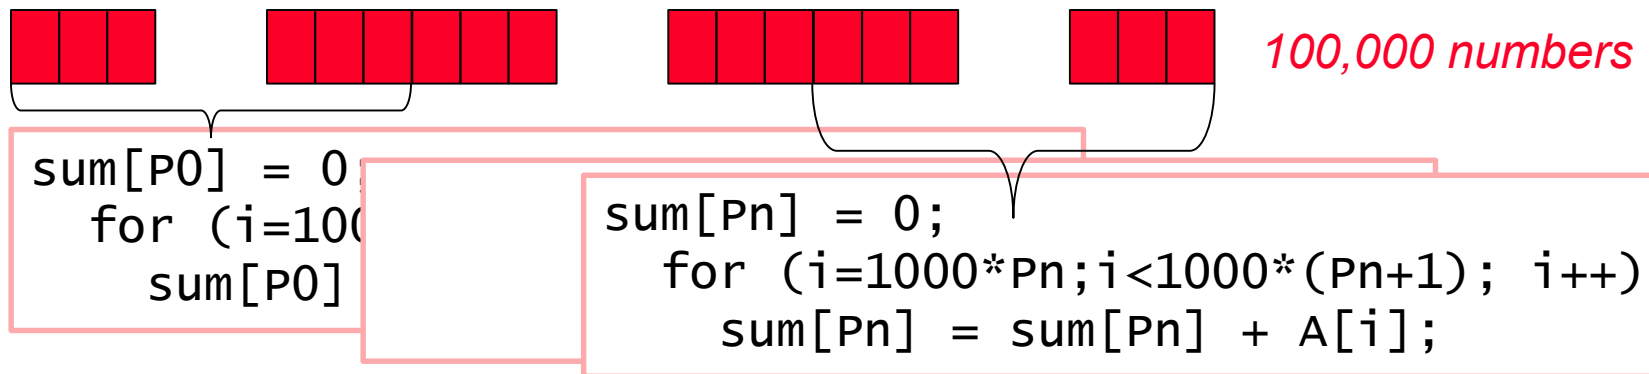 100,000 numbers
sum[P0] = 0;
for (i=100
sum[P0]
sum[Pn] = 0;
for (i=1000*Pn;i<1000*(Pn+1); i++)
sum[Pn] = sum[Pn] + A[i];